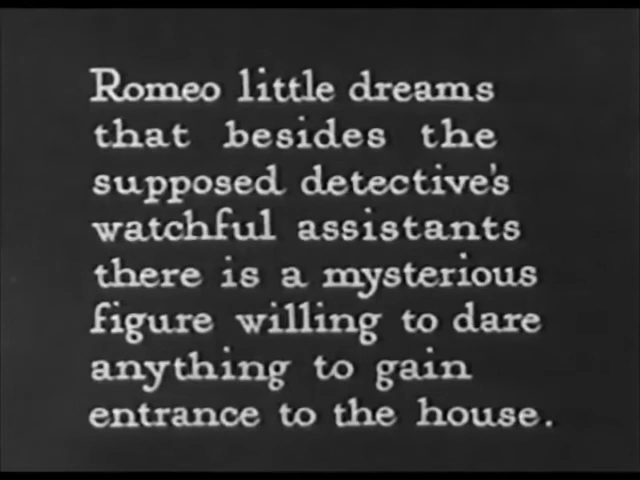 Romeo little dreams
that besides the
supposed detective's
watchful assistants
there is a mysterious
figure willing to dare
anything to gain
entrance to the house.